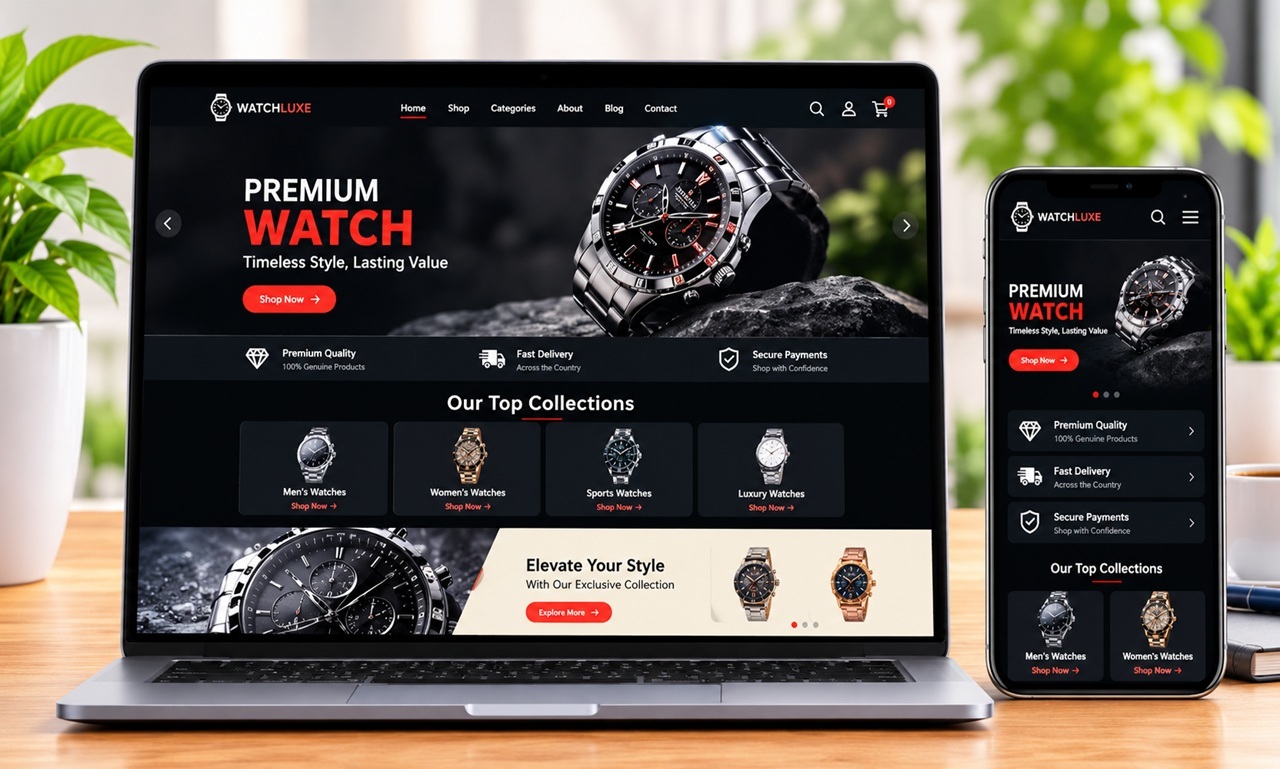 WATCHLUXE
Home Shop Categories About Blog Contact
0
PREMIUM
WATCH
Timeless Style, Lasting Value
Shop Now →
Premium Quality
100% Genuine Products
Fast Delivery
Across the Country
Secure Payments
Shop with Confidence
Our Top Collections
Men's Watches
Shop Now →
Women's Watches
Shop Now →
Sports Watches
Shop Now →
Luxury Watches
Shop Now →
Elevate Your Style
With Our Exclusive Collection
Explore More →
WATCHLUXE
PREMIUM
WATCH
Timeless Style, Lasting Value
Shop Now →
Premium Quality
100% Genuine Products
Fast Delivery
Across the Country
Secure Payments
Shop with Confidence
Our Top Collections
Men's Watches
Shop Now →
Women's Watches
Shop Now →